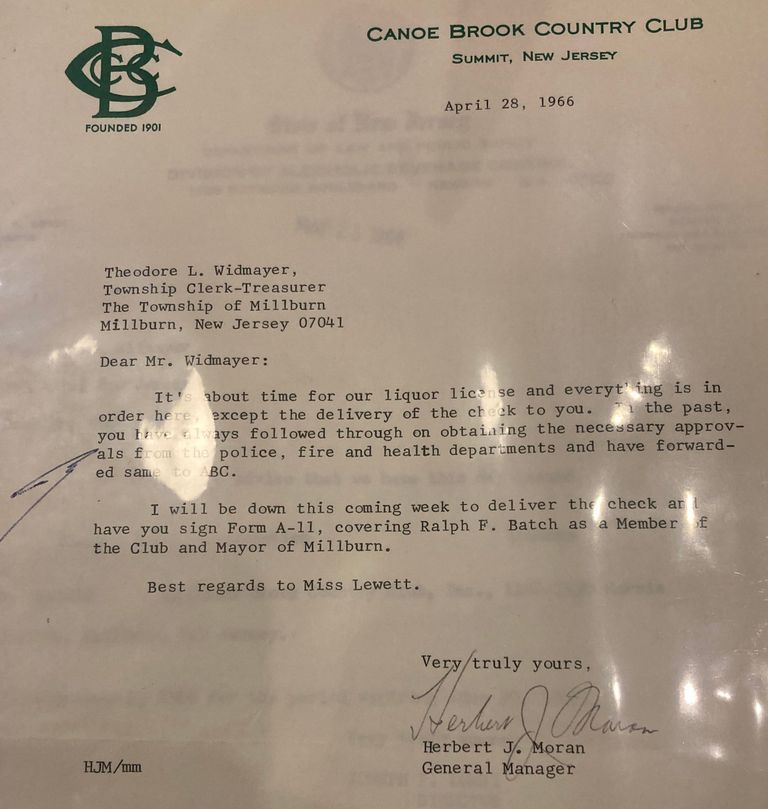 CBCC
FOUNDED 1901
CANOE BROOK COUNTRY CLUB
SUMMIT, NEW JERSEY
April 28, 1966
Theodore L. Widmayer,
Township Clerk-Treasurer
The Township of Millburn
Millburn, New Jersey 07041
Dear Mr. Widmayer:
It's about time for our liquor license and everything is in
order here, except the delivery of the check to you. In the past,
you have always followed through on obtaining the necessary approv-
als from the police, fire and health departments and have forward-
ed same to ABC.
I will be down this coming week to deliver the check and
have you sign Form A-11, covering Ralph F. Batch as a Member of
the Club and Mayor of Millburn.
Best regards to Miss Lewett.
Very truly yours,
Herbert J. Moran
Herbert J. Moran
General Manager
HJM/mm